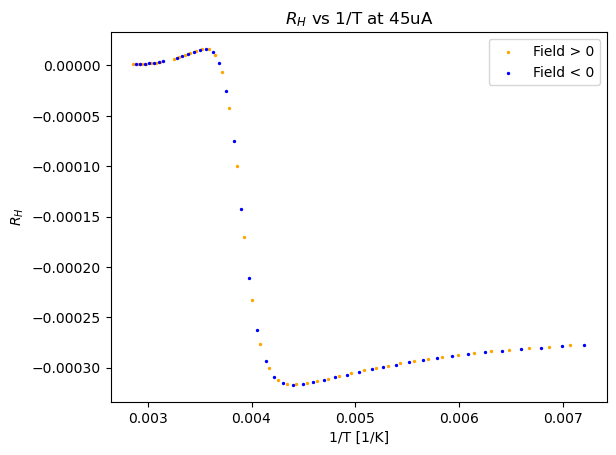 R_H vs 1/T at 45uA
Field > 0
Field < 0
0.00000
−0.00005
−0.00010
−0.00015
−0.00020
−0.00025
−0.00030
R_H
0.003 0.004 0.005 0.006 0.007
1/T [1/K]